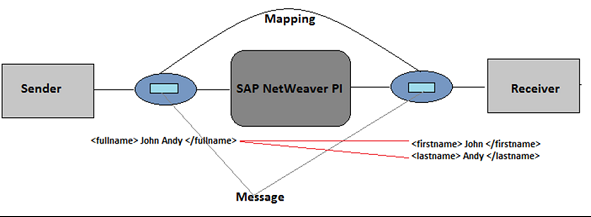 Mapping
Sender
SAP NetWeaver PI
Receiver
<fullname> John Andy </fullname>
<firstname> John </firstname>
<lastname> Andy </lastname>
Message